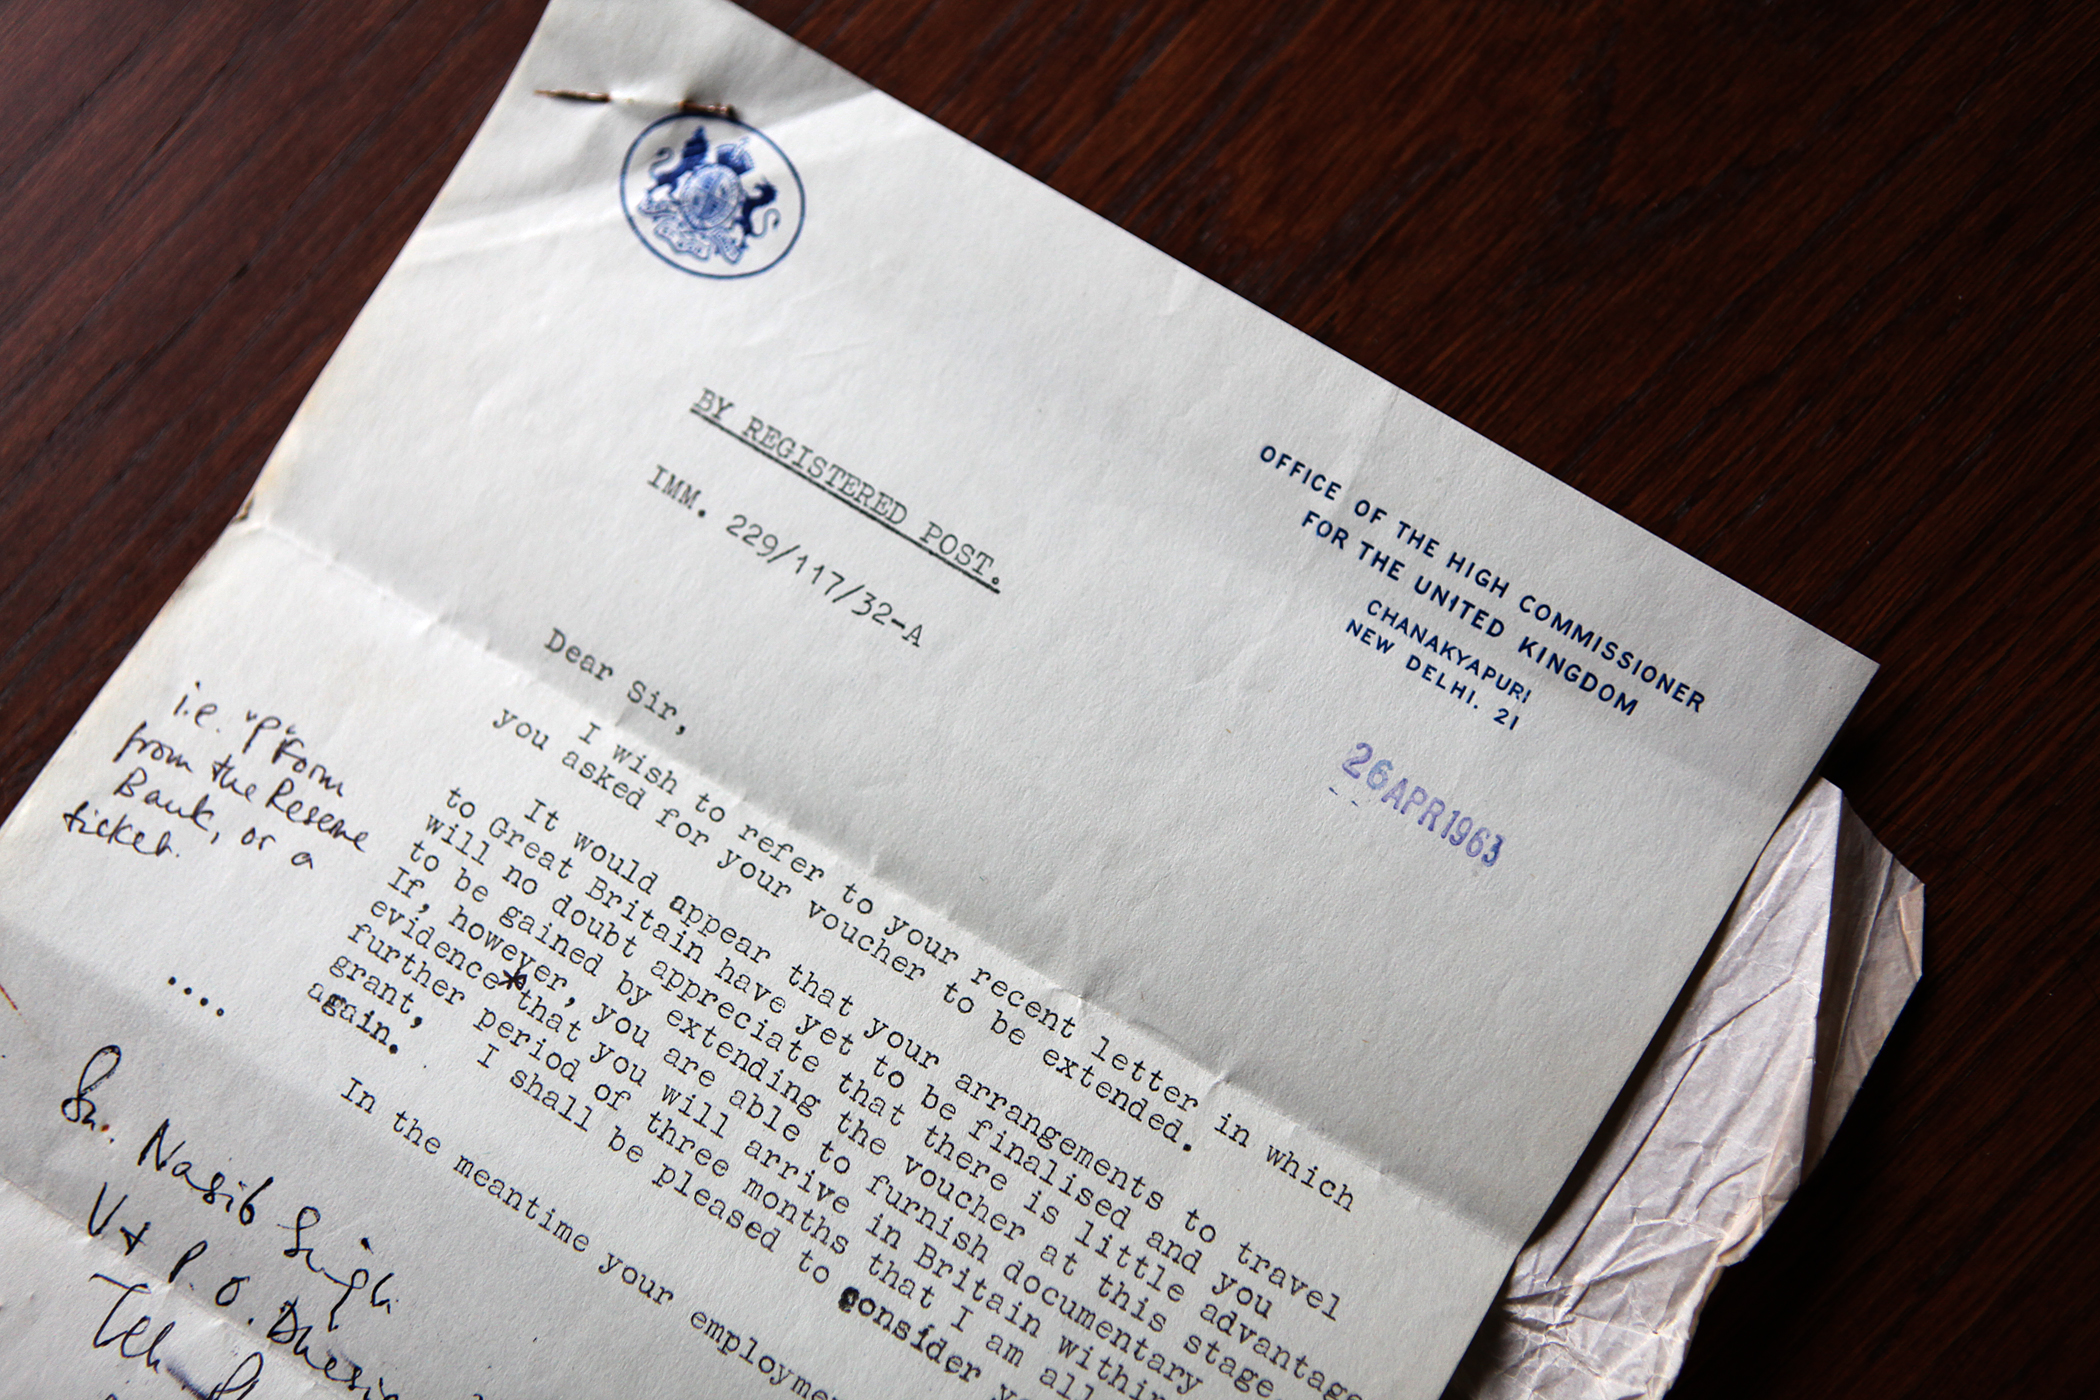 BY REGISTERED POST.
IMM. 229/117/32-A
OFFICE OF THE HIGH COMMISSIONER
FOR THE UNITED KINGDOM
CHANAKYAPURI
NEW DELHI. 21
26 APR 1963
Dear Sir,
I wish to refer to your recent letter in which
you asked for your voucher to be extended.
It would appear that your arrangements to travel
to Great Britain have yet to be finalised and you
will no doubt appreciate that there is little advantage
to be gained by extending the voucher at this stage.
If, however, you are able to furnish documentary
evidence* that you will arrive in Britain within
further period of three months that I am
grant, I shall be pleased to consider
again.
In the meantime your
i.e. "P" Form
from the Reserve
Bank, or a
ticket.
....
Nasib Singh
P.O.
Teh